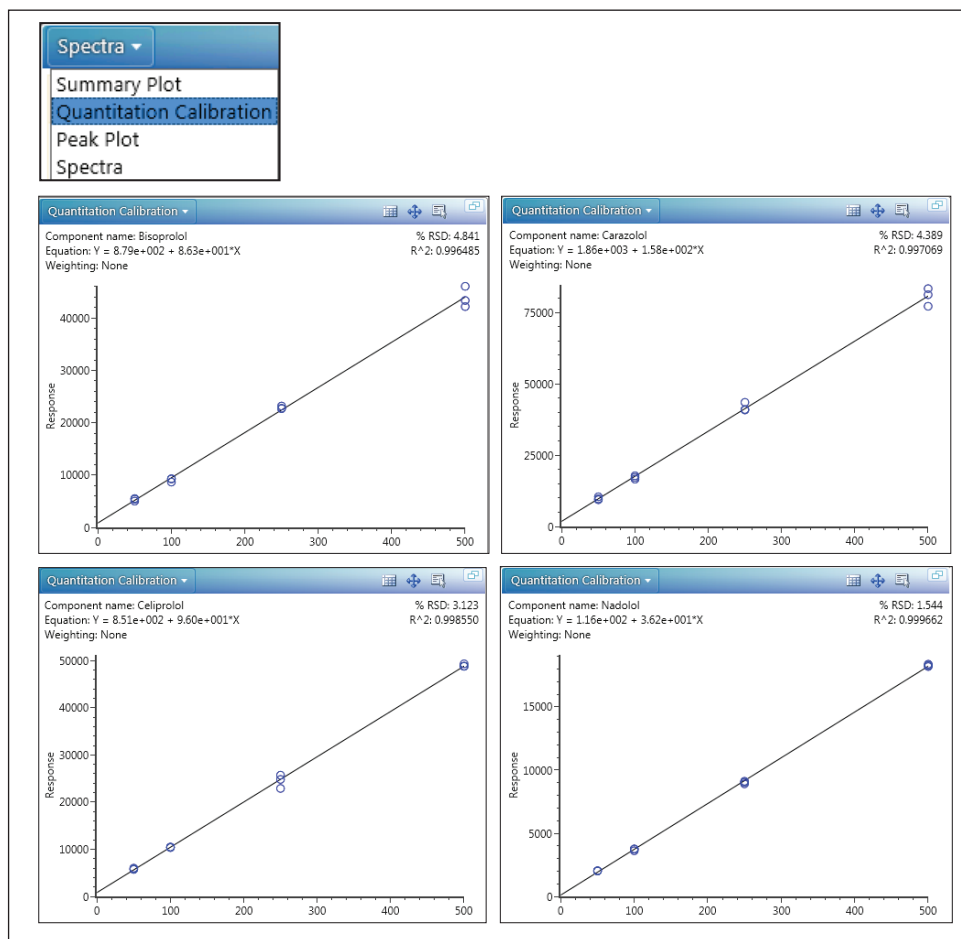 Spectra
Summary Plot
Quantitation Calibration
Peak Plot
Spectra
Quantitation Calibration
Component name: Bisoprolol % RSD: 4.841
Equation: Y = 8.79e+002 + 8.63e+001*X R^2: 0.996485
Weighting: None
Response
40000
30000
20000
10000
0
0 100 200 300 400 500
Quantitation Calibration
Component name: Carazolol % RSD: 4.389
Equation: Y = 1.86e+003 + 1.58e+002*X R^2: 0.997069
Weighting: None
Response
75000
50000
25000
0
0 100 200 300 400 500
Quantitation Calibration
Component name: Celiprolol % RSD: 3.123
Equation: Y = 8.51e+002 + 9.60e+001*X R^2: 0.998550
Weighting: None
Response
50000
40000
30000
20000
10000
0
0 100 200 300 400 500
Quantitation Calibration
Component name: Nadolol % RSD: 1.544
Equation: Y = 1.16e+002 + 3.62e+001*X R^2: 0.999662
Weighting: None
Response
15000
10000
5000
0
0 100 200 300 400 500